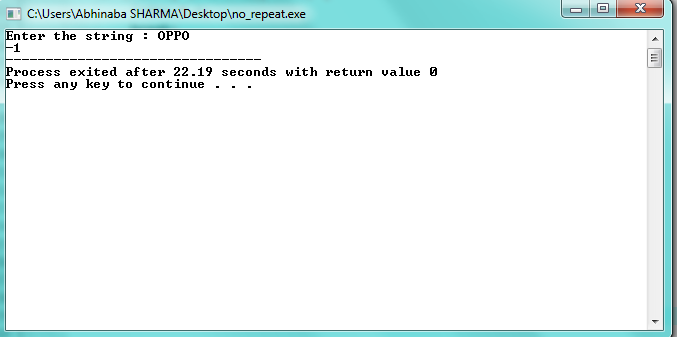 C:\Users\Abhinaba SHARMA\Desktop\no_repeat.exe
Enter the string : OPPO
-1
--------------------------------
Process exited after 22.19 seconds with return value 0
Press any key to continue . . .